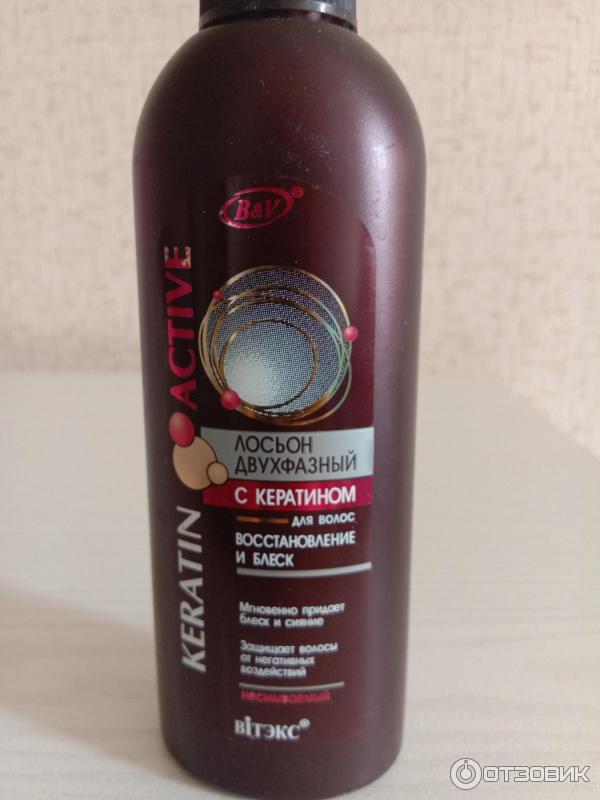 B&V®
KERATIN ACTIVE
ЛОСЬОН
ДВУХФАЗНЫЙ
С КЕРАТИНОМ
ДЛЯ ВОЛОС
ВОССТАНОВЛЕНИЕ
И БЛЕСК
Мгновенно придает
блеск и сияние
Защищает волосы
от негативных
воздействий
несмываемый
ВIТЭКС®
ОТЗОВИК